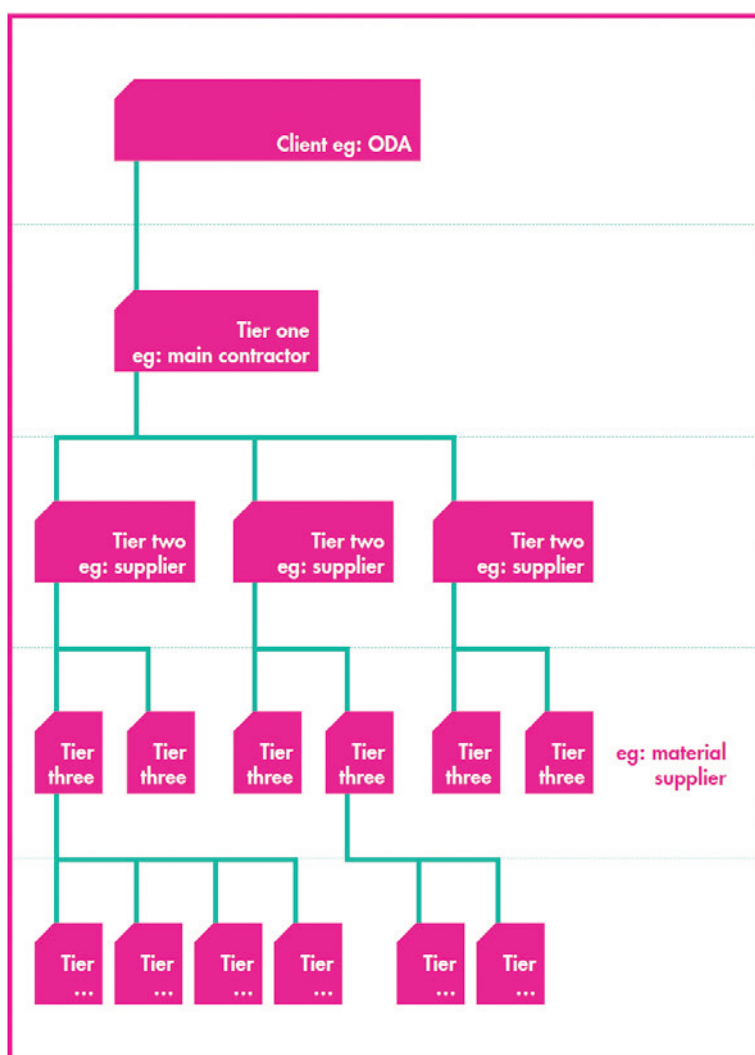 Client eg: ODA
Tier one
eg: main contractor
Tier two
eg: supplier
Tier two
eg: supplier
Tier two
eg: supplier
Tier
three
Tier
three
Tier
three
Tier
three
Tier
three
Tier
three
eg: material
supplier
Tier
...
Tier
...
Tier
...
Tier
...
Tier
...
Tier
...